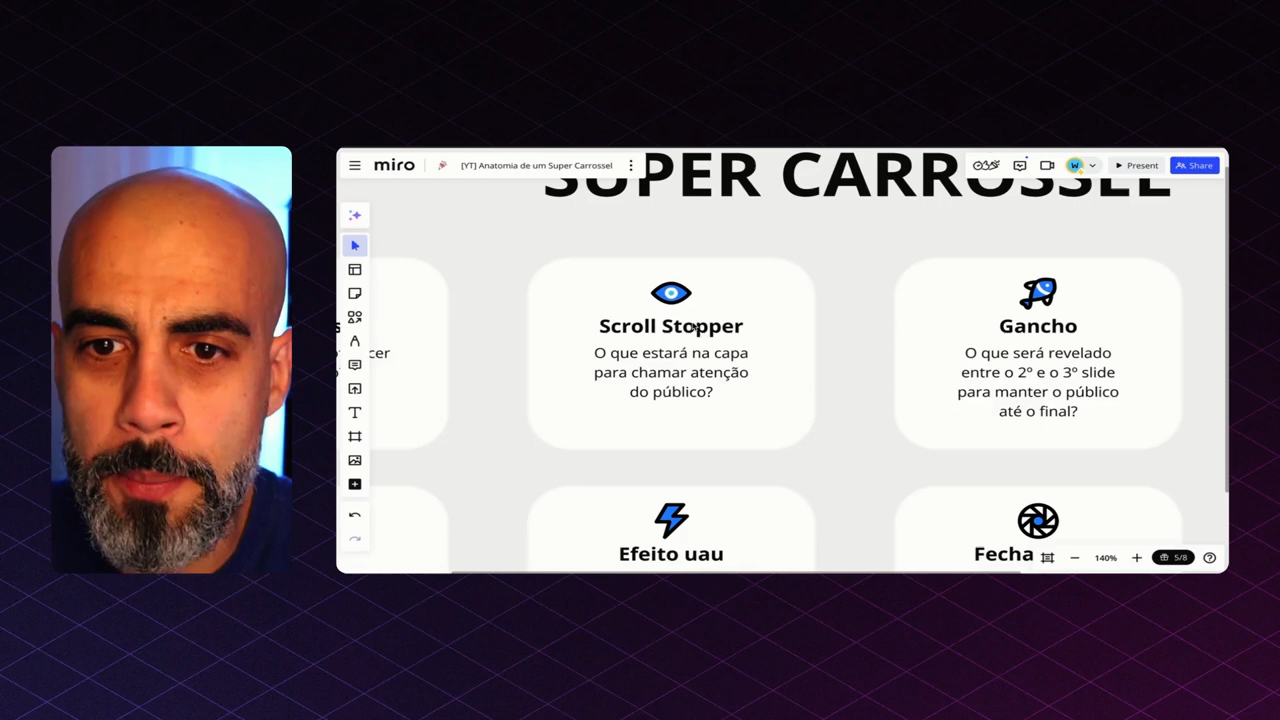 miro
[YT] Anatomia de um Super Carrossel
Present
Share
SUPER CARROSSEL
Scroll Stopper
O que estará na capa
para chamar atenção
do público?
Gancho
O que será revelado
entre o 2º e o 3º slide
para manter o público
até o final?
cer
Efeito uau
Fecha
140%
5/8